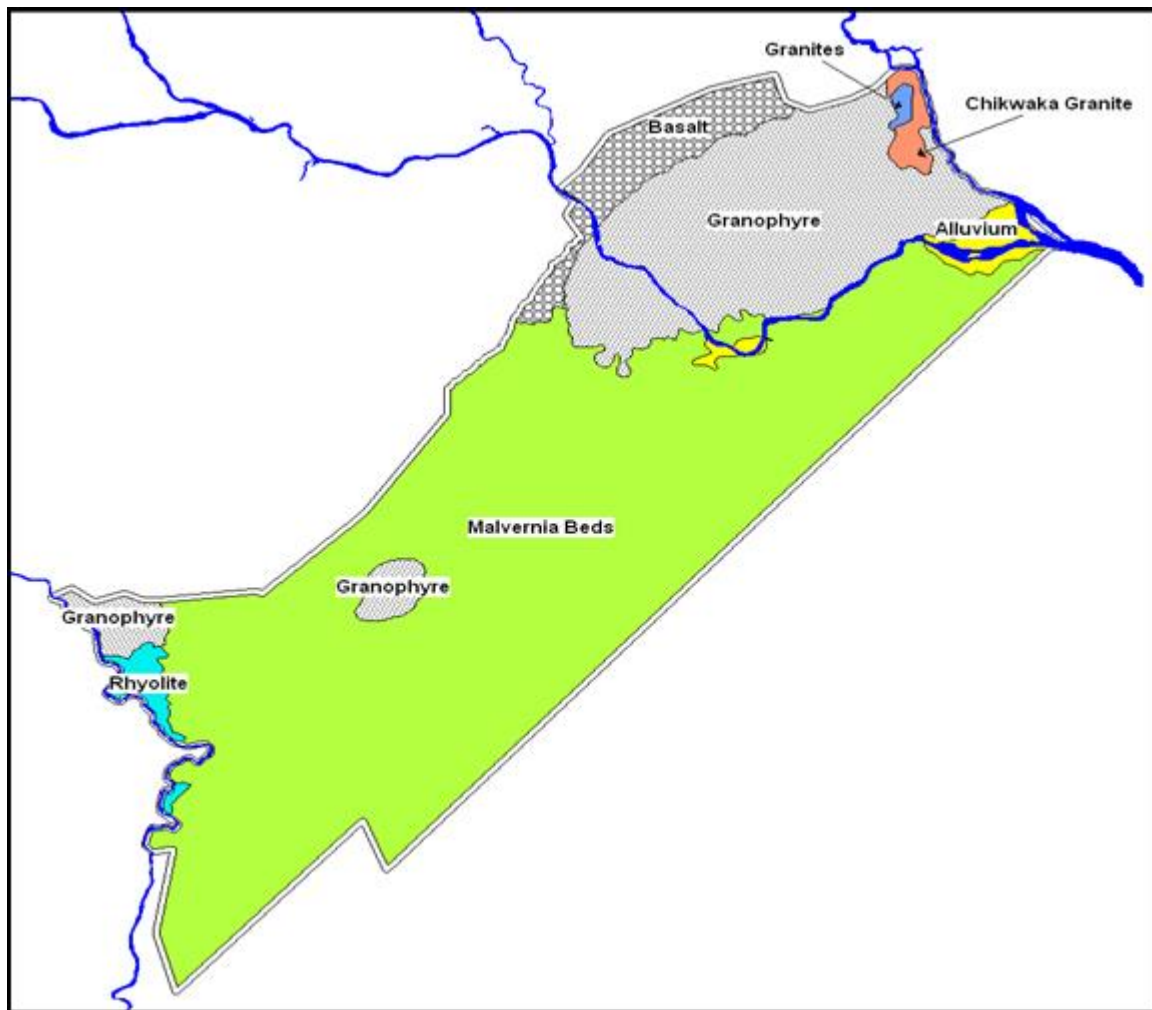 Granites
Chikwaka Granite
Basalt
Granophyre
Alluvium
Malvernia Beds
Granophyre
Granophyre
Rhyolite